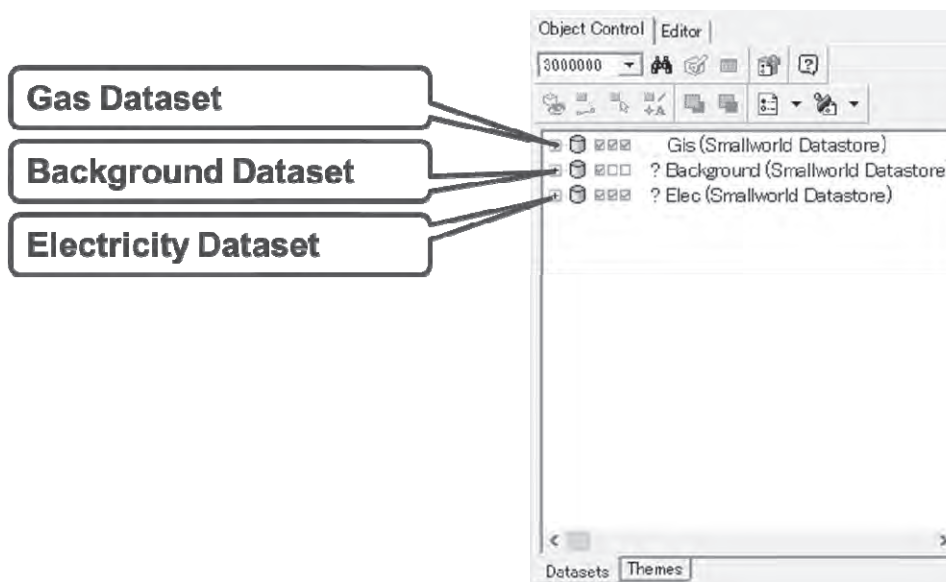 Object Control Editor
3000000
Gas Dataset
Gis (Smallworld Datastore)
Background Dataset
? Background (Smallworld Datastore
? Elec (Smallworld Datastore)
Electricity Dataset
Datasets Themes